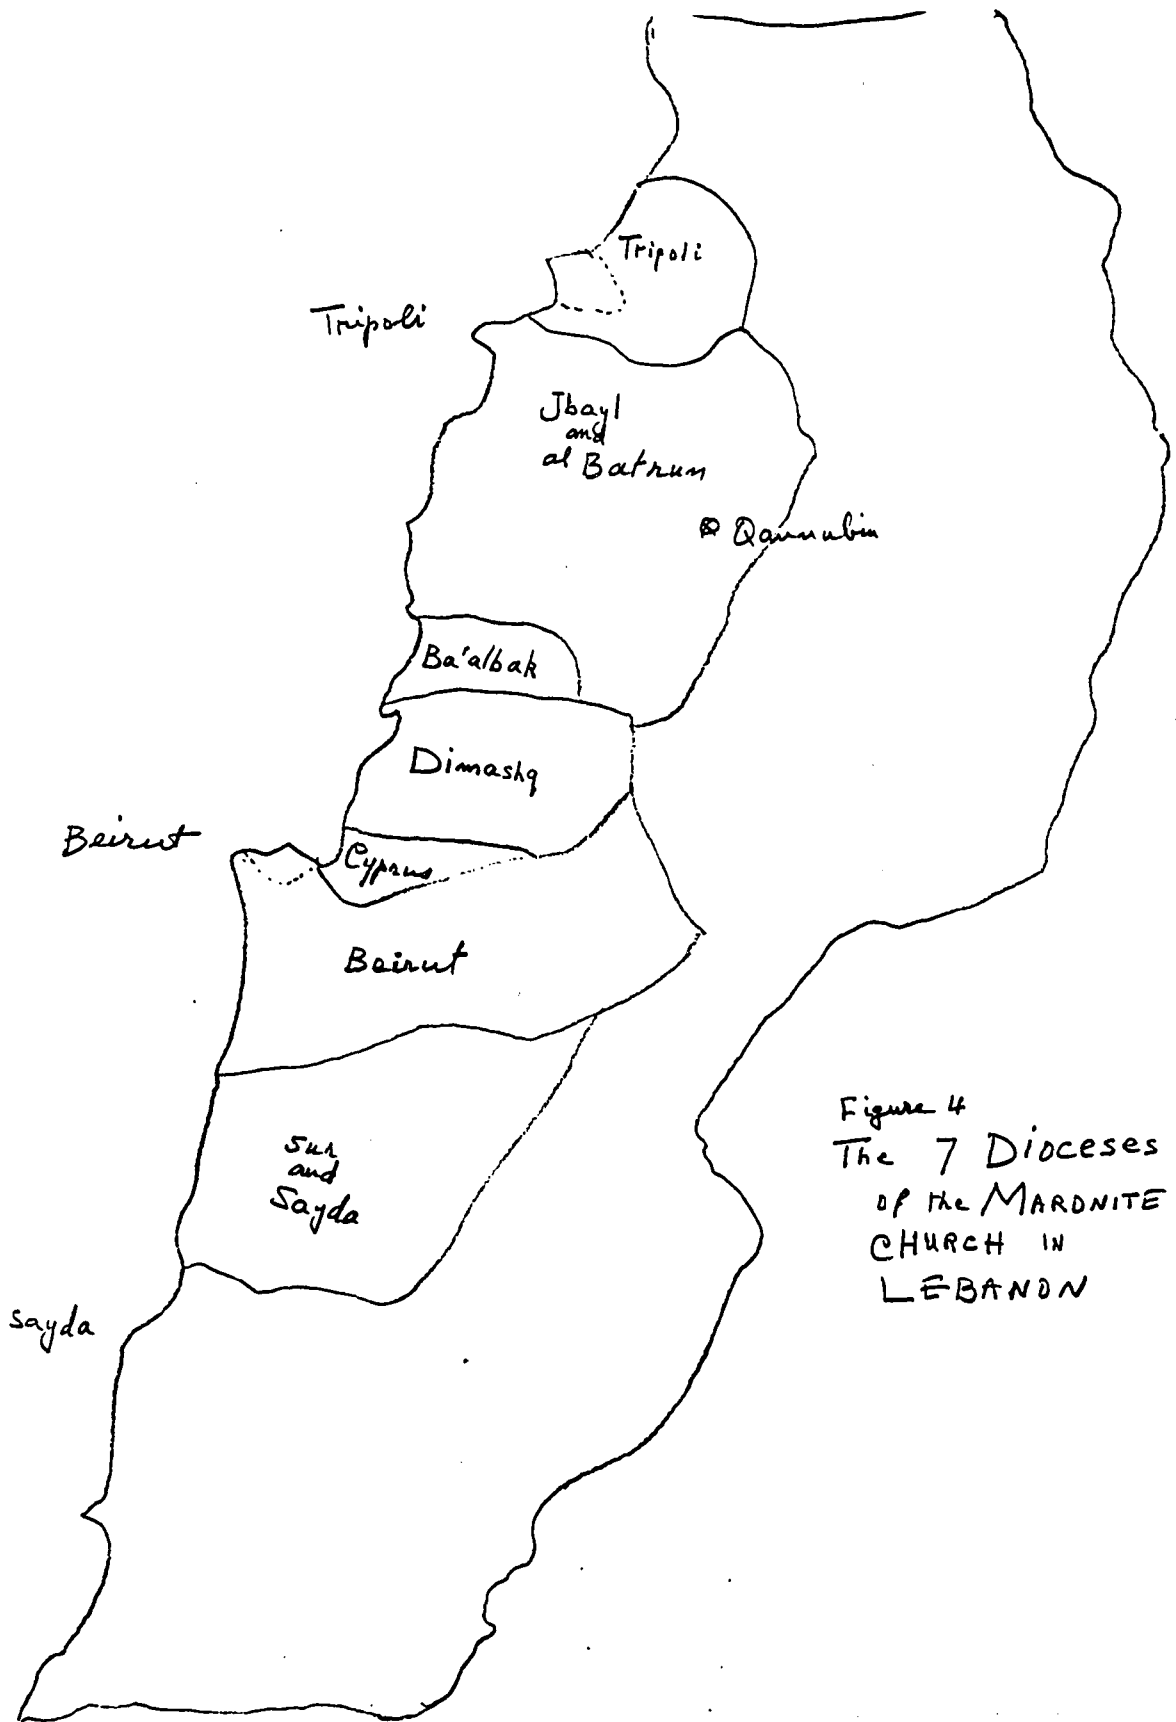 Tripoli
Tripoli
Jbayl
and
al Batrun
Qannubin
Ba'albak
Dimashq
Beirut
Cyprus
Beirut
Sur
and
Sayda
Sayda
Figure 4
The 7 Dioceses
of the MARONITE
CHURCH IN
LEBANON